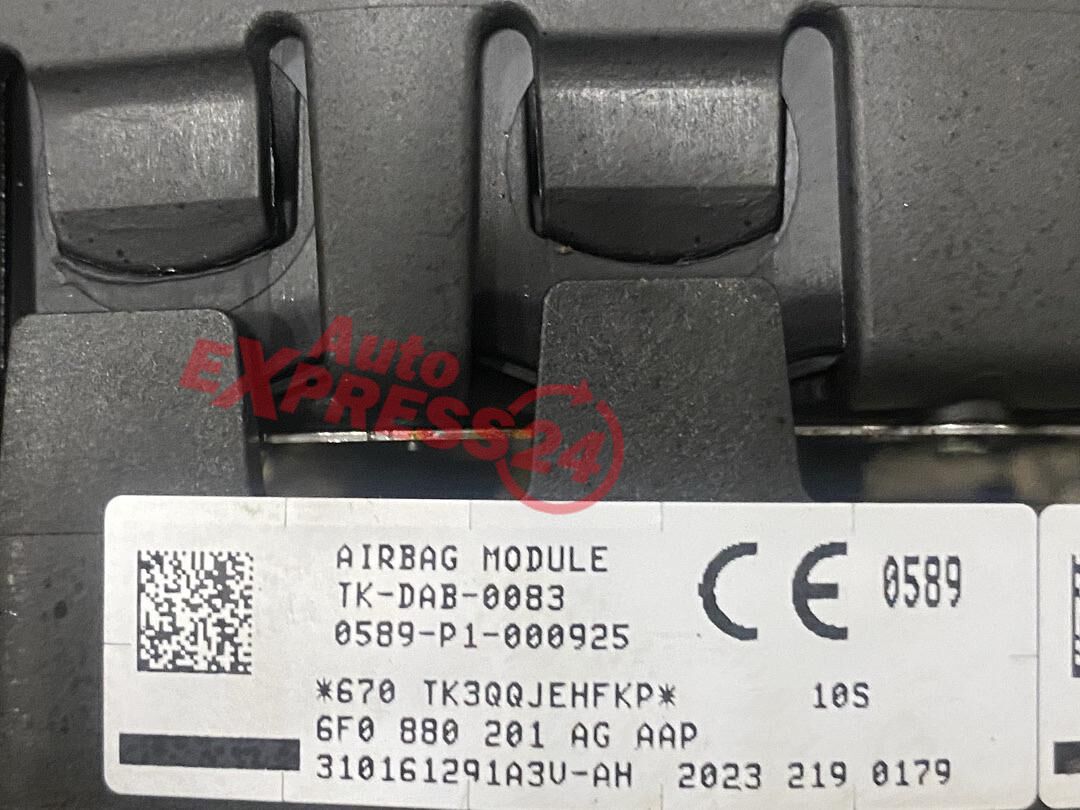 Auto
EXPRESS24
AIRBAG MODULE
TK-DAB-0083
0589-P1-000925
CE 0589
*670 TK3QQJEHFKP* 10S
6F0 880 201 AG AAP
310161291A3V-AH 2023 219 0179